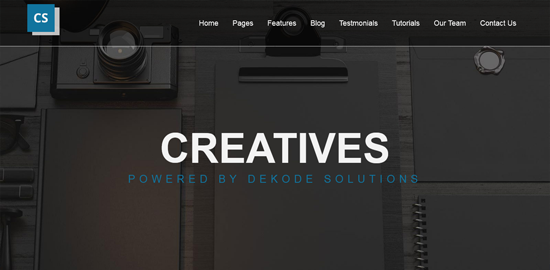 CS
Home Pages Features Blog Testmonials Tutorials Our Team Contact Us
CREATIVES
POWERED BY DEKODE SOLUTIONS